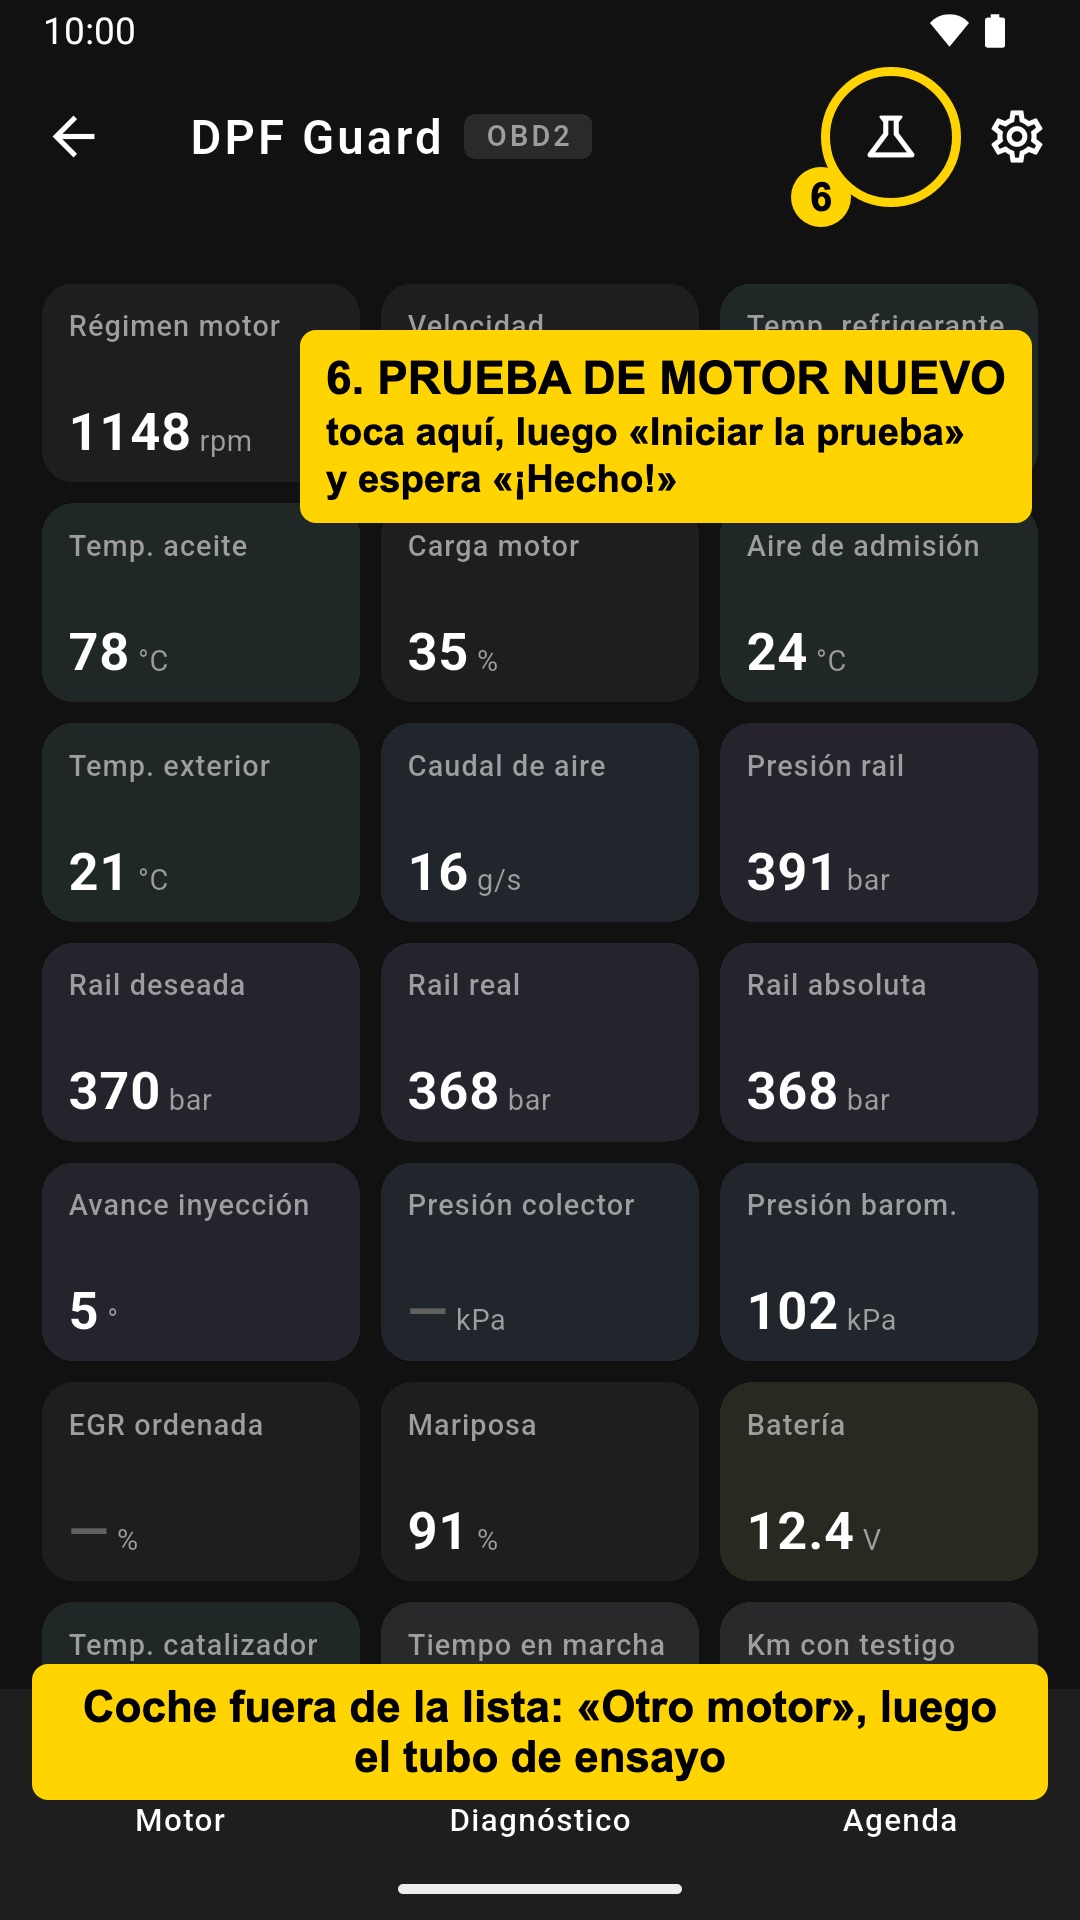 10:00
DPF Guard OBD2
6
Régimen motor
Velocidad
Temp. refrigerante
6. PRUEBA DE MOTOR NUEVO
toca aquí, luego «Iniciar la prueba»
y espera «¡Hecho!»
1148 rpm
Temp. aceite
Carga motor
Aire de admisión
78 °C
35 %
24 °C
Temp. exterior
Caudal de aire
Presión rail
21 °C
16 g/s
391 bar
Rail deseada
Rail real
Rail absoluta
370 bar
368 bar
368 bar
Avance inyección
Presión colector
Presión barom.
5 °
— kPa
102 kPa
EGR ordenada
Mariposa
Batería
— %
91 %
12.4 V
Temp. catalizador
Tiempo en marcha
Km con testigo
Coche fuera de la lista: «Otro motor», luego
el tubo de ensayo
Motor
Diagnóstico
Agenda